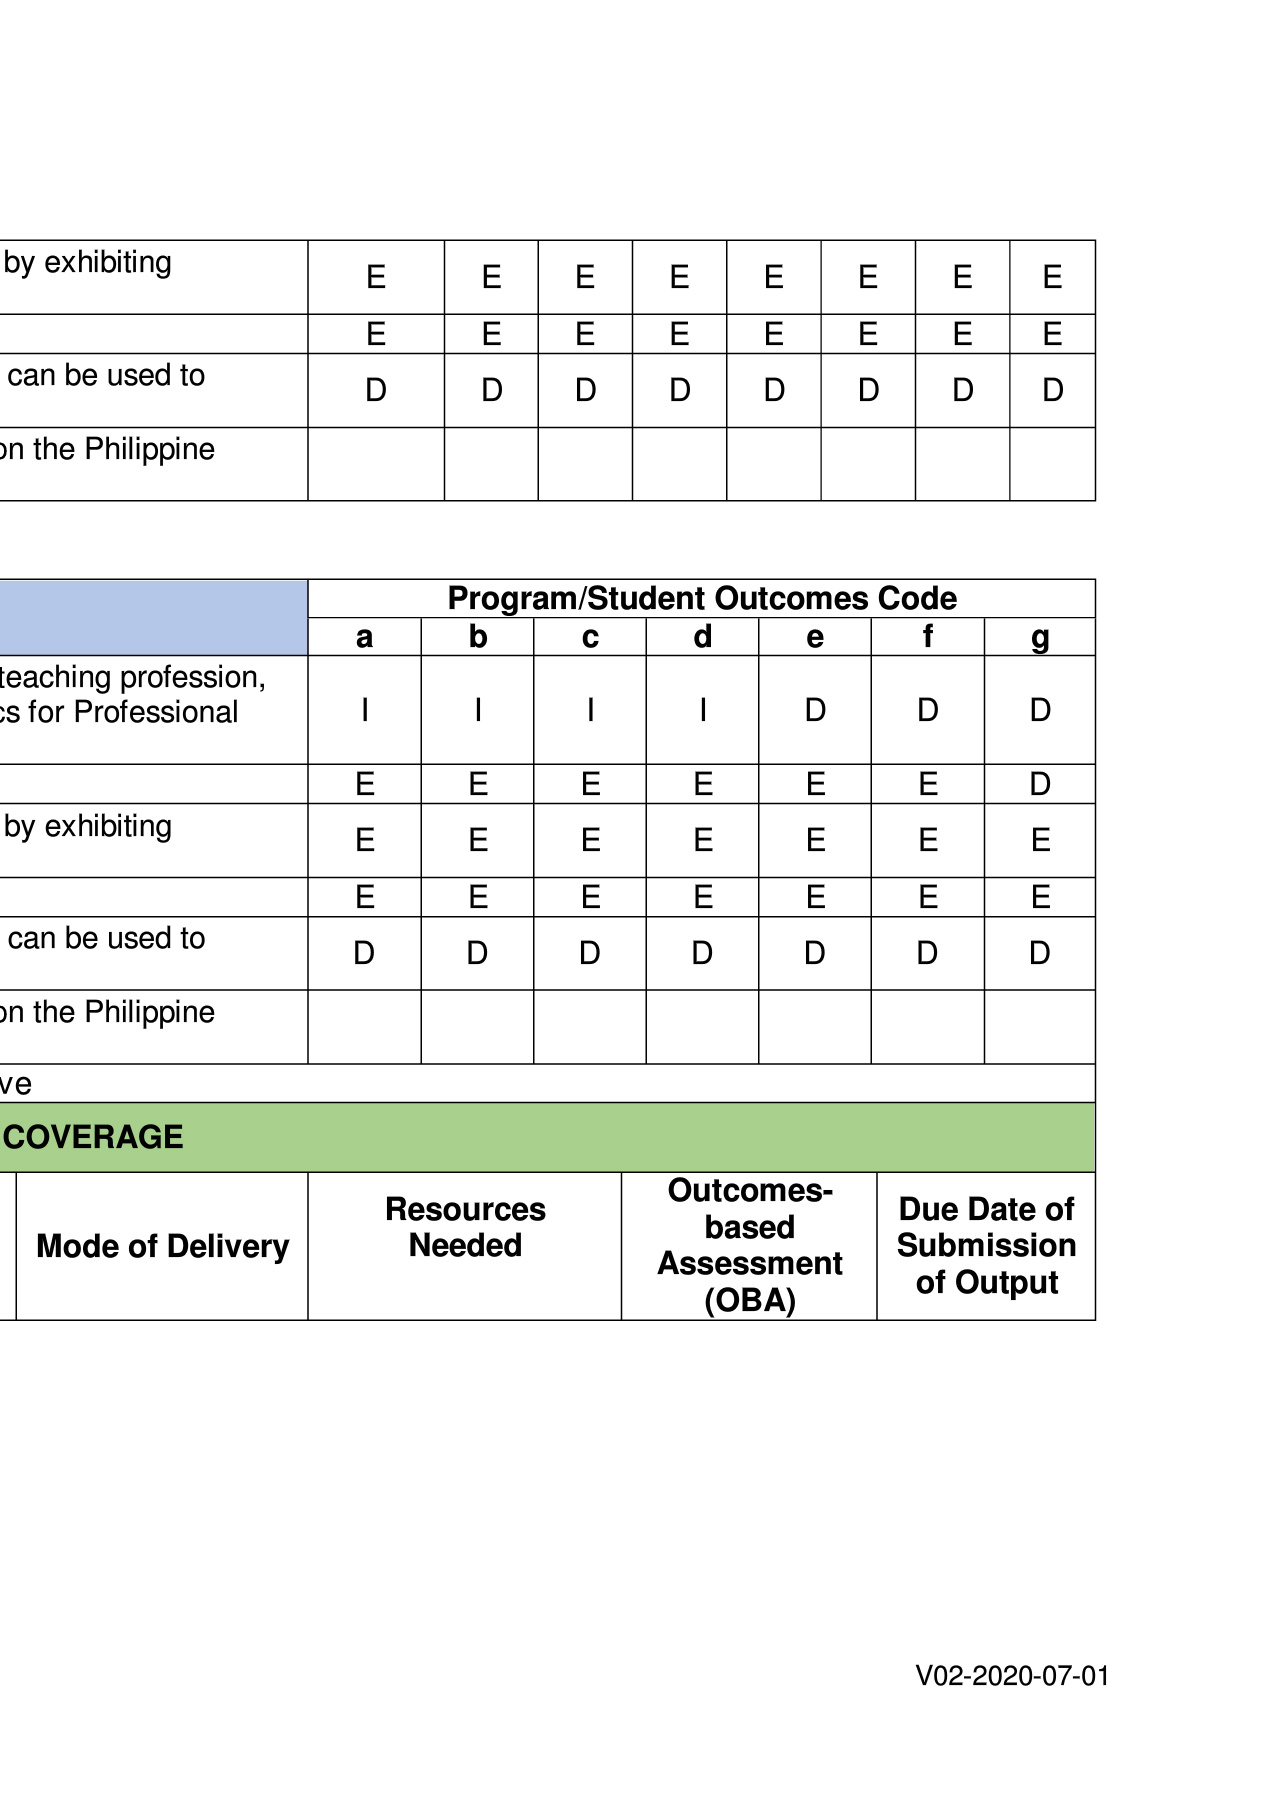 by exhibiting
E E E E E E E E
E E E E E E E E
can be used to
D D D D D D D D
on the Philippine
Program/Student Outcomes Code
a b c d e f g
teaching profession,
cs for Professional
I I I I D D D
E E E E E E D
by exhibiting
E E E E E E E
E E E E E E E
can be used to
D D D D D D D
on the Philippine
ve
COVERAGE
Mode of Delivery
Resources
Needed
Outcomes-
based
Assessment
(OBA)
Due Date of
Submission
of Output
V02-2020-07-01